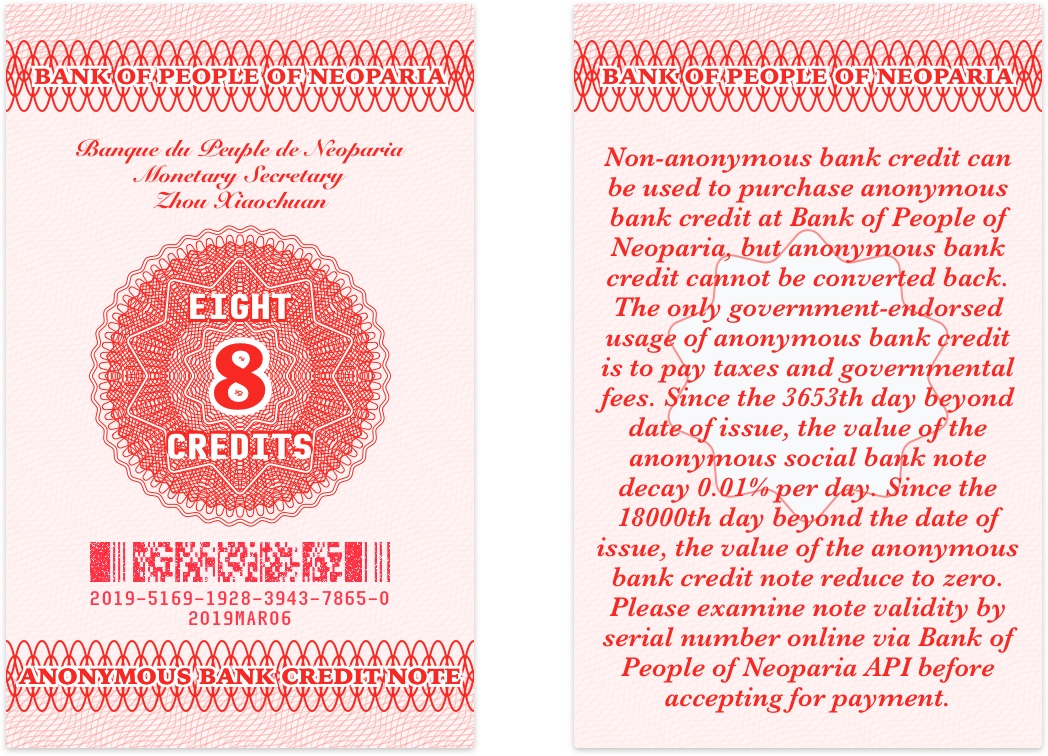 BANK OF PEOPLE OF NEOPARIA
Banque du Peuple de Neoparia
Monetary Secretary
Zhou Xiaochuan
EIGHT
8
CREDITS
2019-5169-1928-3943-7865-0
2019MAR06
ANONYMOUS BANK CREDIT NOTE
BANK OF PEOPLE OF NEOPARIA
Non-anonymous bank credit can
be used to purchase anonymous
bank credit at Bank of People of
Neoparia, but anonymous bank
credit cannot be converted back.
The only government-endorsed
usage of anonymous bank credit
is to pay taxes and governmental
fees. Since the 3653th day beyond
date of issue, the value of the
anonymous social bank note
decay 0.01% per day. Since the
18000th day beyond the date of
issue, the value of the anonymous
bank credit note reduce to zero.
Please examine note validity by
serial number online via Bank of
People of Neoparia API before
accepting for payment.